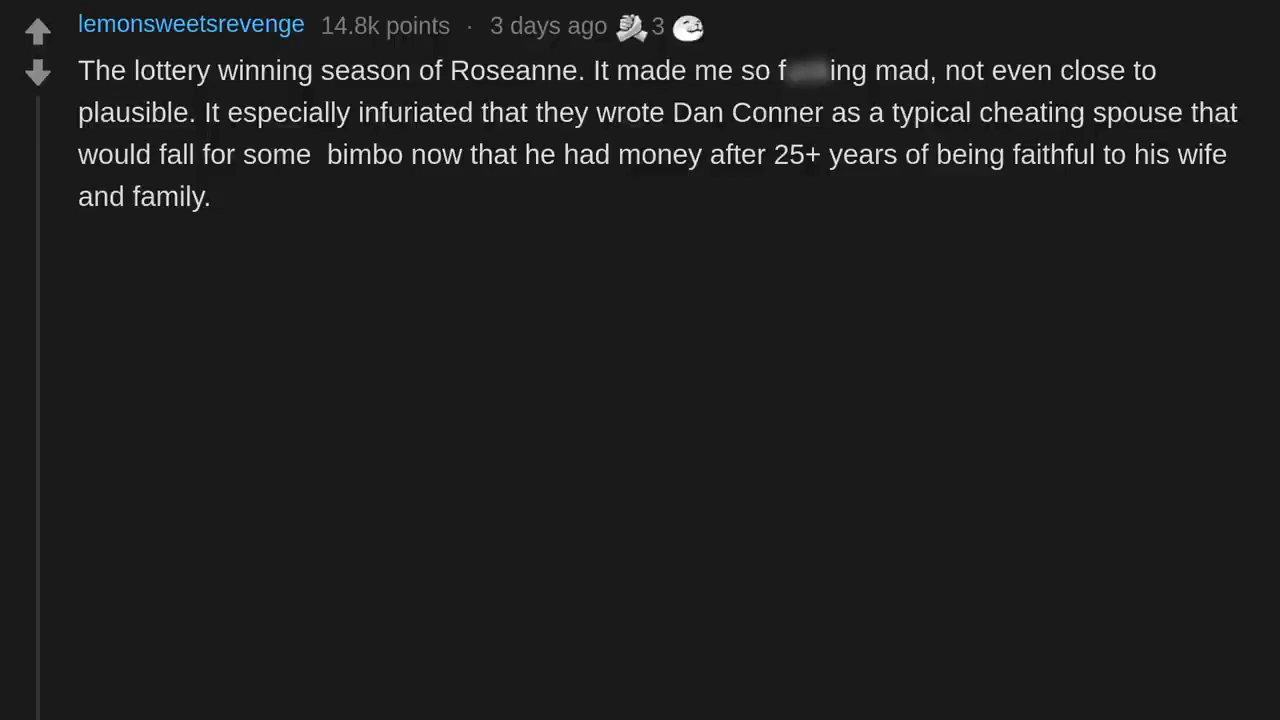 lemonsweetsrevenge 14.8k points · 3 days ago 3
The lottery winning season of Roseanne. It made me so f ing mad, not even close to
plausible. It especially infuriated that they wrote Dan Conner as a typical cheating spouse that
would fall for some  bimbo now that he had money after 25+ years of being faithful to his wife
and family.